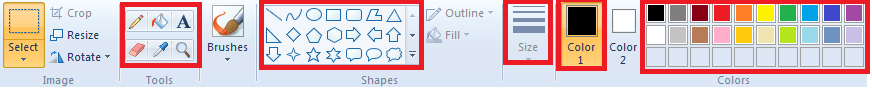 Select
Crop
Resize
Rotate
Image
A
Tools
Brushes
Outline
Fill
Shapes
Size
Color
1
Color
2
Colors